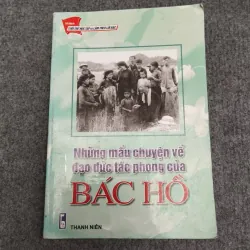 Những mẩu chuyện về
đạo đức tác phong của
BÁC HỒ
THANH NIÊN